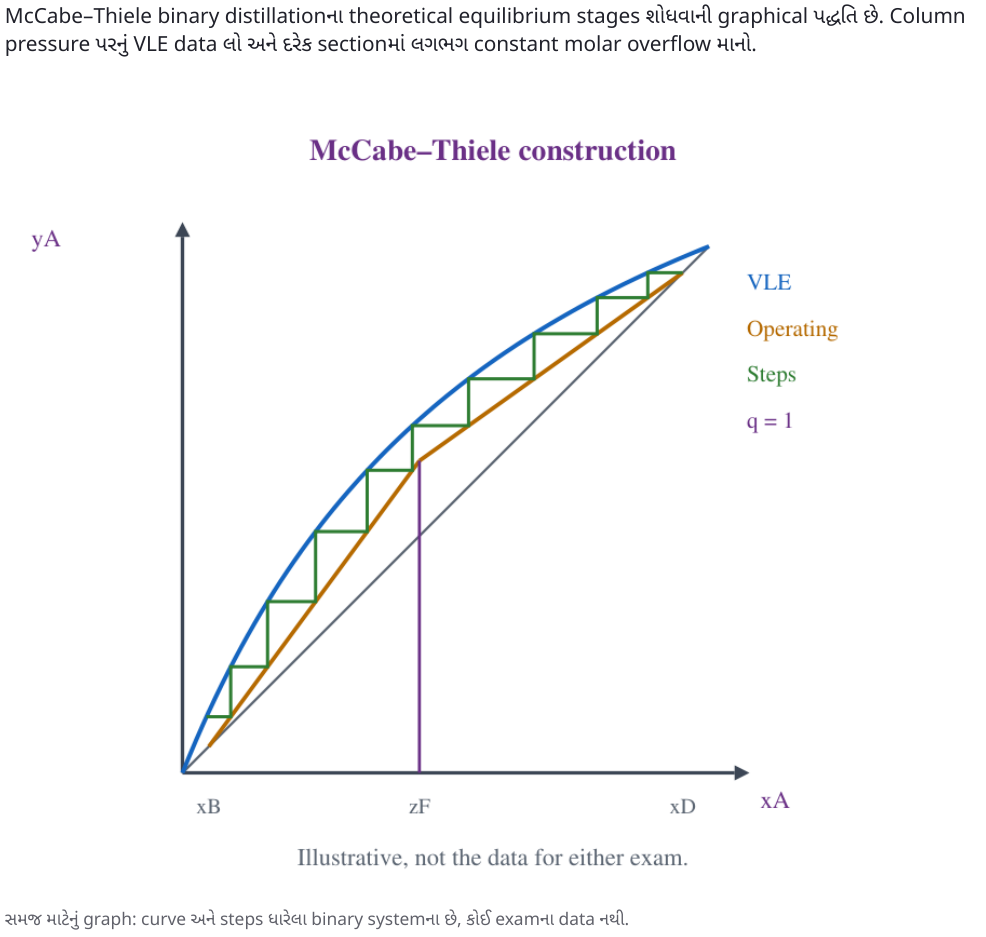 McCabe–Thiele binary distillationના theoretical equilibrium stages શોધવાની graphical પદ્ધતિ છે. Column
pressure પરનું VLE data લો અને દરેક sectionમાં લગભગ constant molar overflow માનો.
McCabe–Thiele construction
yA
VLE
Operating
Steps
q = 1
xB
zF
xD
xA
Illustrative, not the data for either exam.
સમજ માટેનું graph: curve અને steps ધારેલા binary systemના છે, કોઈ examના data નથી.